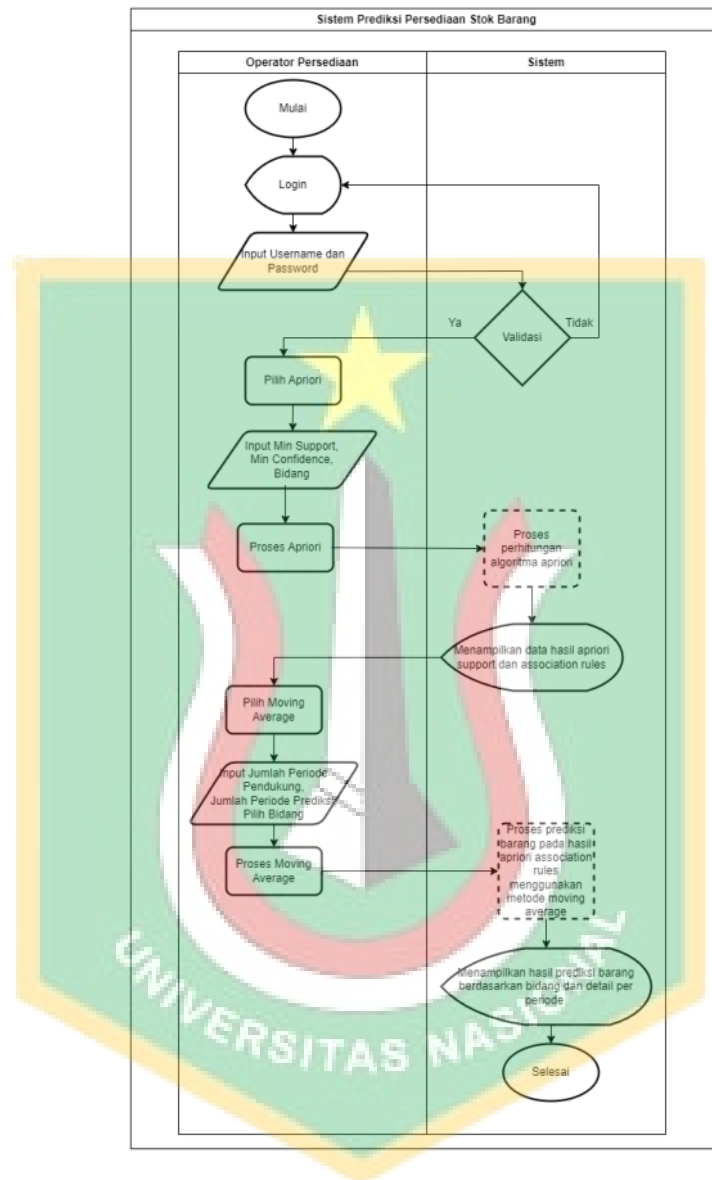 Sistem Prediksi Persediaan Stok Barang
Operator Persediaan
Sistem
Mulai
Login
Input Username dan
Password
Validasi
Ya
Tidak
Pilih Apriori
Input Min Support,
Min Confidence,
Bidang
Proses Apriori
Proses
perhitungan
algoritma apriori
Menampilkan data hasil apriori
support dan association rules
Pilih Moving
Average
Input Jumlah Periode
Pendukung,
Jumlah Periode Prediksi
Pilih Bidang
Proses Moving
Average
Proses prediksi
barang pada hasil
apriori association
rules
menggunakan
metode moving
average
Menampilkan hasil prediksi barang
berdasarkan bidang dan detail per
periode
Selesai
UNIVERSITAS NASIONAL